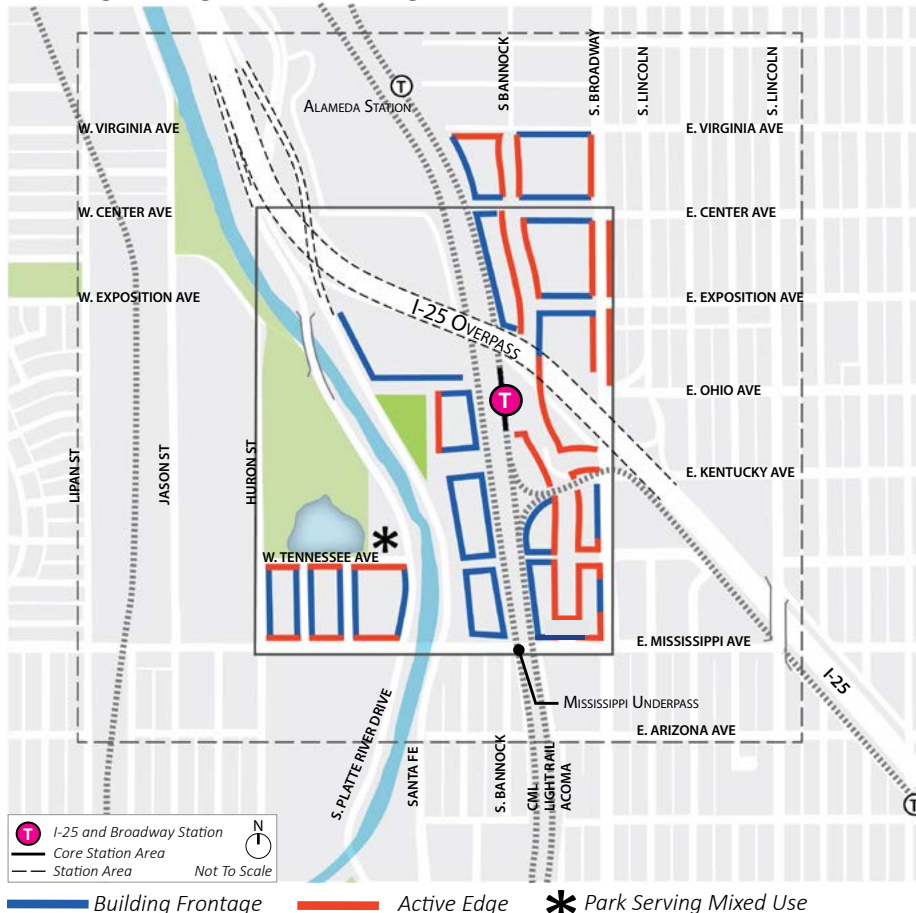 S. BANNOCK
S. BROADWAY
S. LINCOLN
S. LINCOLN
T
ALAMEDA STATION
W. VIRGINIA AVE
E. VIRGINIA AVE
W. CENTER AVE
E. CENTER AVE
W. EXPOSITION AVE
E. EXPOSITION AVE
I-25 OVERPASS
E. OHIO AVE
T
LIPAN ST
JASON ST
HURON ST
E. KENTUCKY AVE
*
W. TENNESSEE AVE
E. MISSISSIPPI AVE
I-25
MISSISSIPPI UNDERPASS
E. ARIZONA AVE
S. PLATTE RIVER DRIVE
SANTA FE
S. BANNOCK
CML
LIGHT RAIL
ACOMA
T
T I-25 and Broadway Station
N
Core Station Area
Station Area Not To Scale
Building Frontage Active Edge * Park Serving Mixed Use